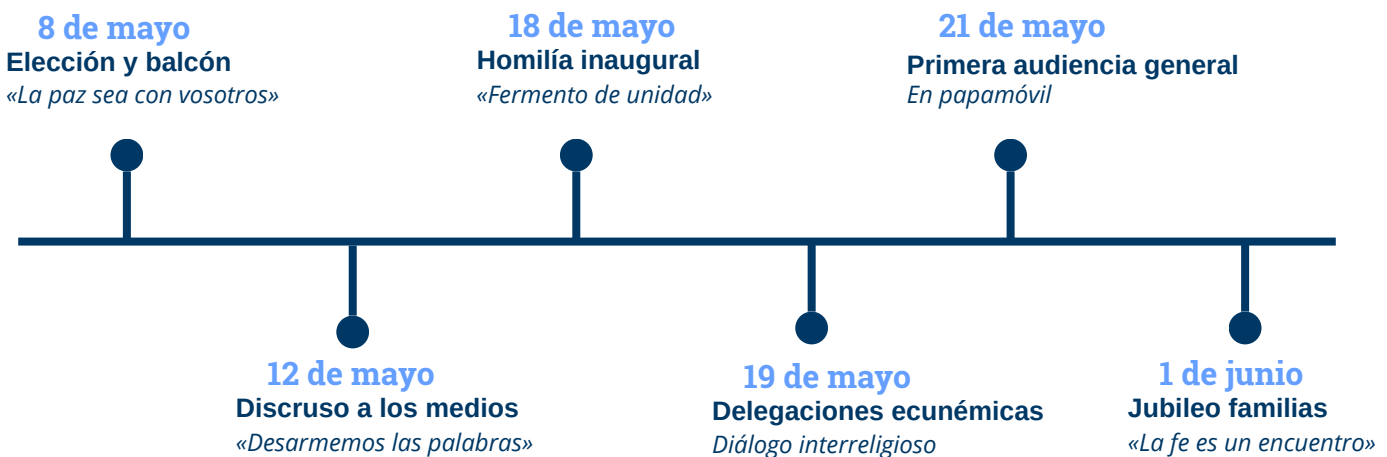 8 de mayo
Elección y balcón
«La paz sea con vosotros»
12 de mayo
Discruso a los medios
«Desarmemos las palabras»
18 de mayo
Homilía inaugural
«Fermento de unidad»
19 de mayo
Delegaciones ecunémicas
Diálogo interreligioso
21 de mayo
Primera audiencia general
En papamóvil
1 de junio
Jubileo familias
«La fe es un encuentro»